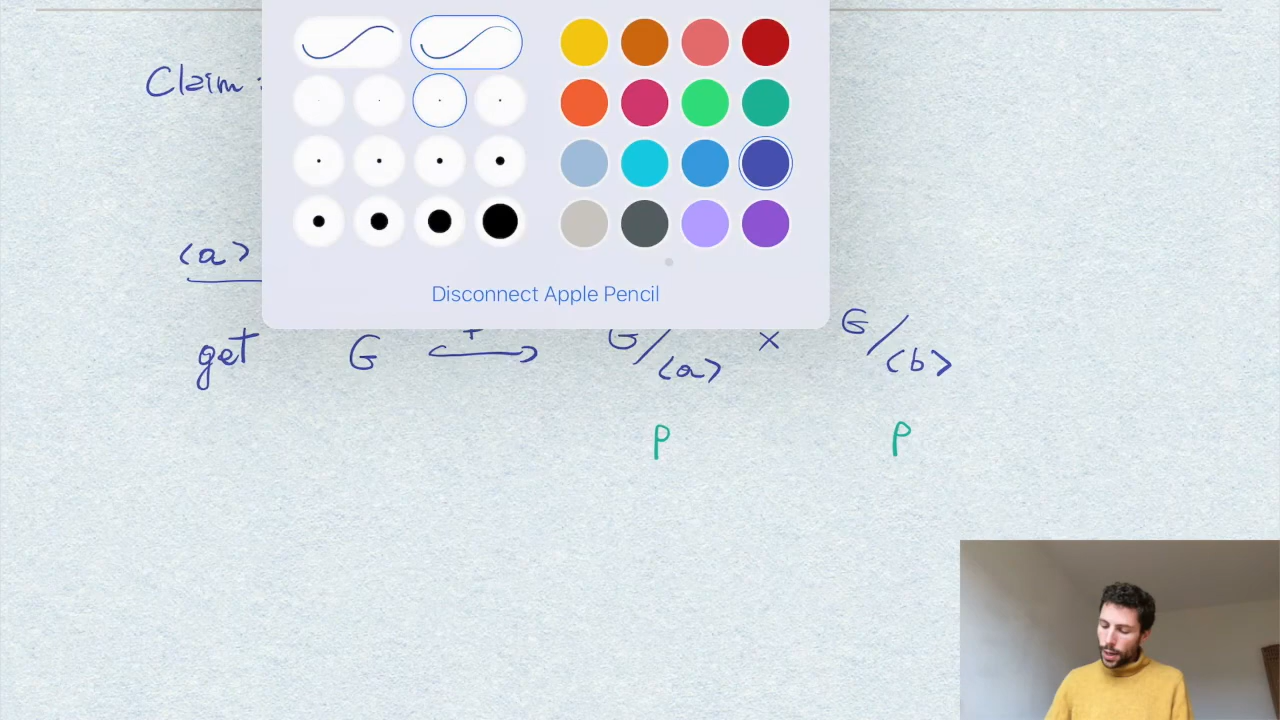 Claim :
⟨a⟩
Disconnect Apple Pencil
get G → G/⟨a⟩ × G/⟨b⟩
p p